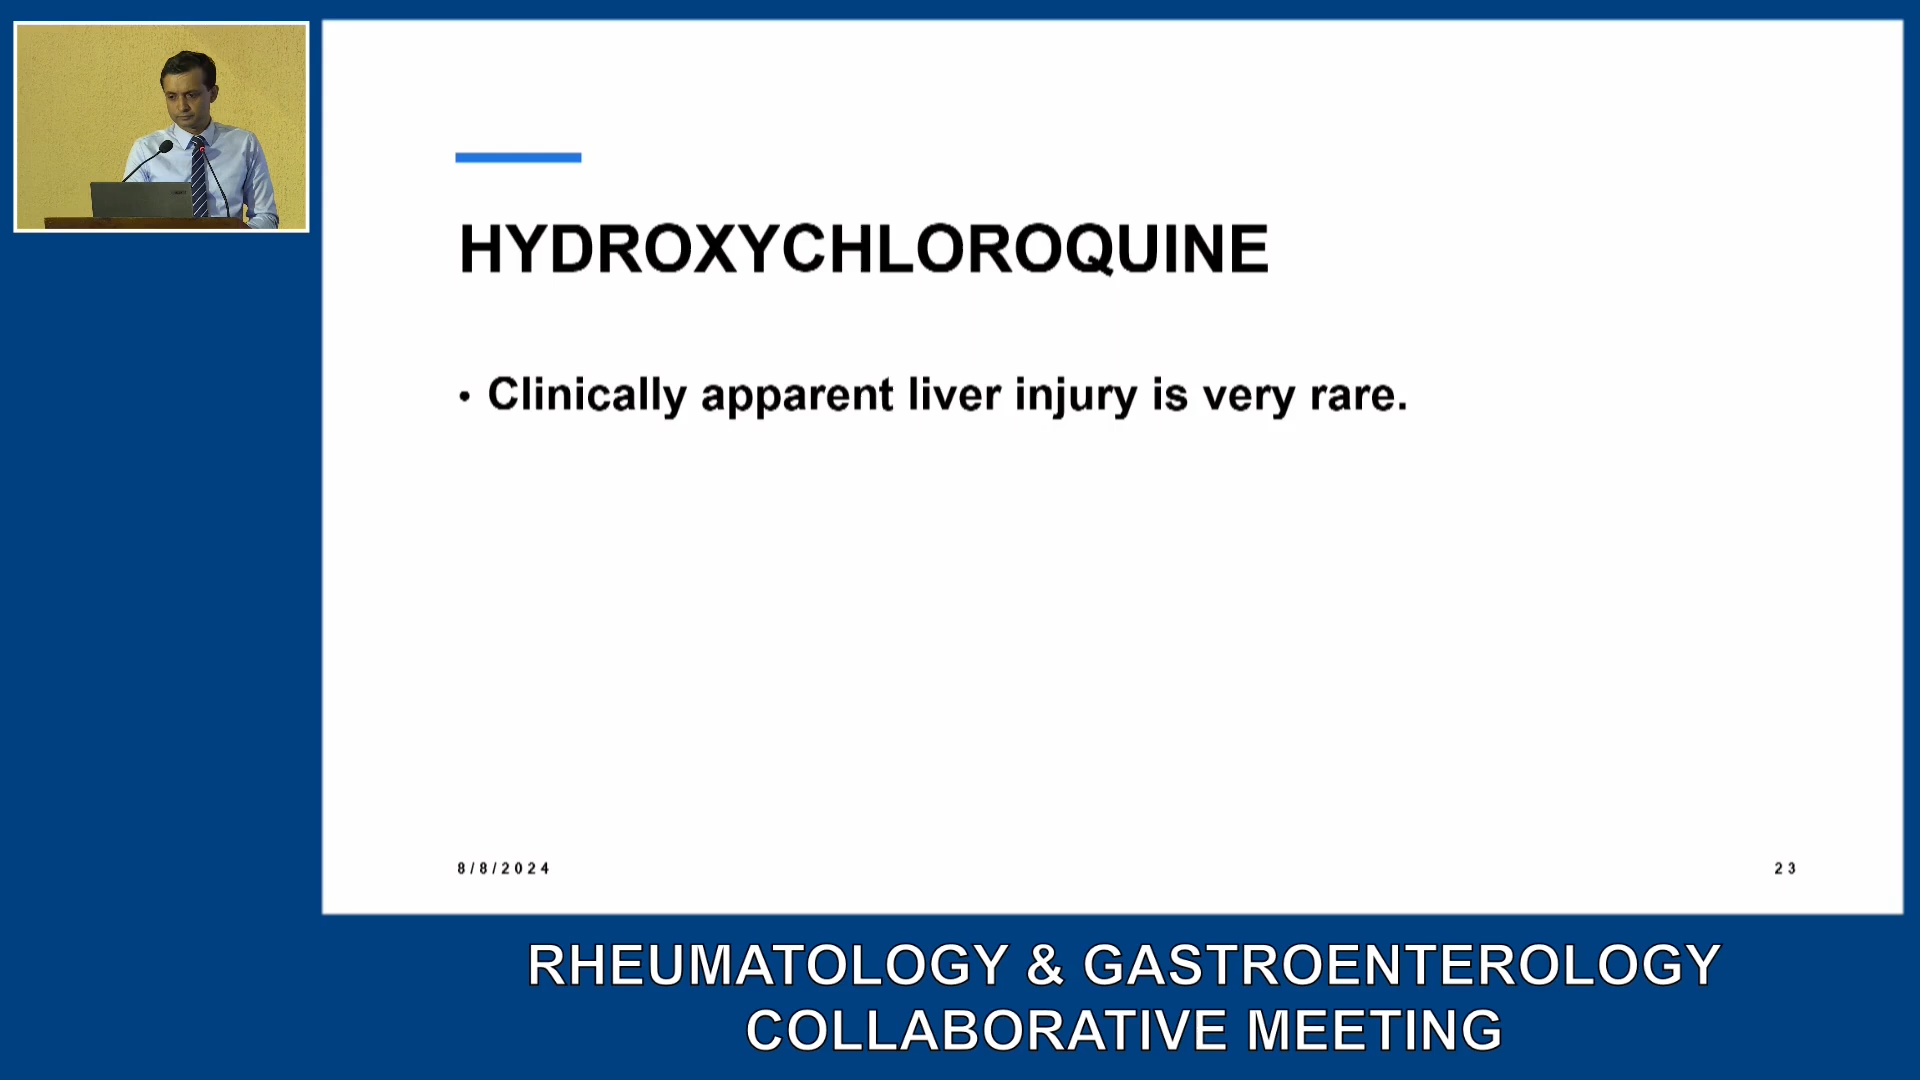 HYDROXYCHLOROQUINE
• Clinically apparent liver injury is very rare.
8/8/2024
23
RHEUMATOLOGY & GASTROENTEROLOGY
COLLABORATIVE MEETING